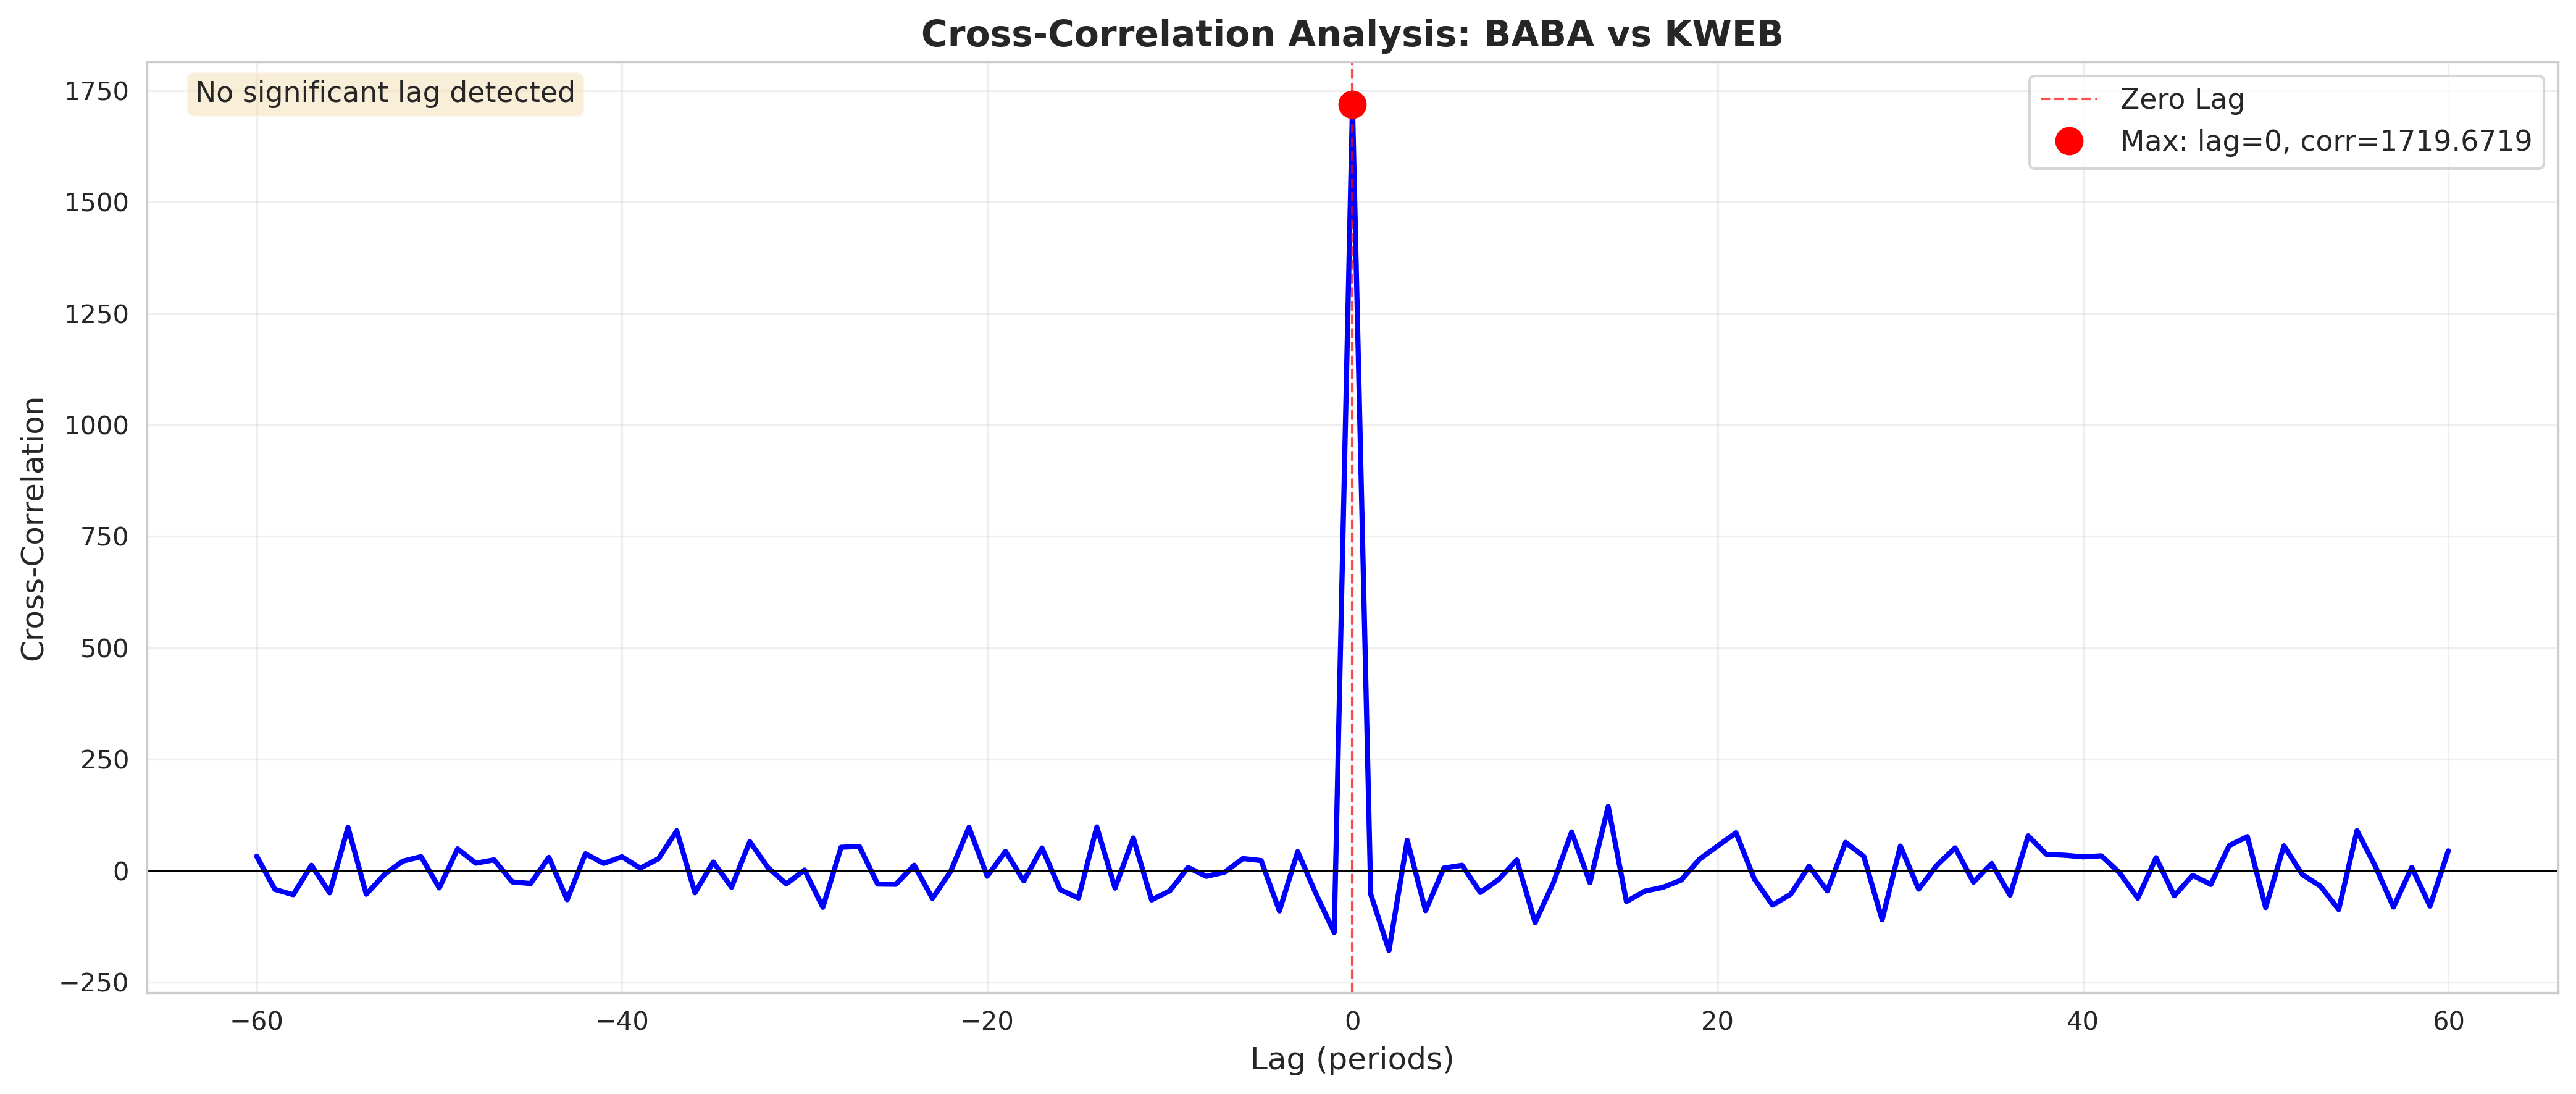 Cross-Correlation Analysis: BABA vs KWEB
No significant lag detected
Zero Lag
Max: lag=0, corr=1719.6719
Cross-Correlation
1750
1500
1250
1000
750
500
250
0
−250
−60
−40
−20
0
20
40
60
Lag (periods)